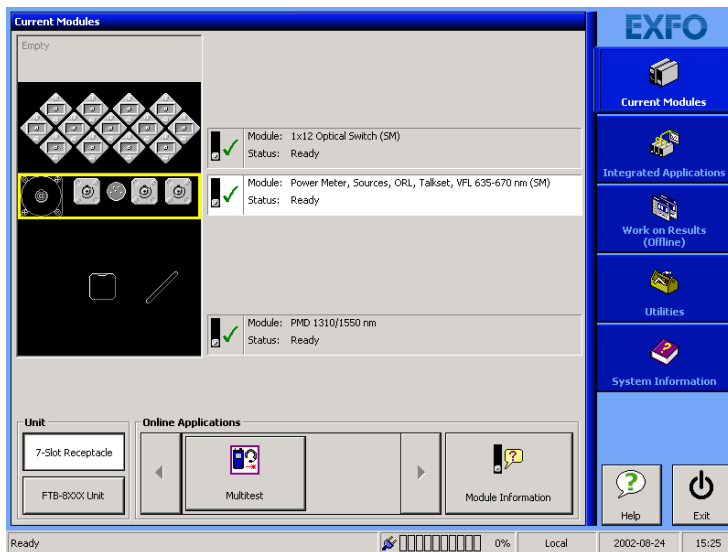 Current Modules
EXFO
Empty
Current Modules
Module: 1x12 Optical Switch (SM)
Status: Ready
Integrated Applications
Module: Power Meter, Sources, ORL, Talkset, VFL 635-670 nm (SM)
Status: Ready
Work on Results
(Offline)
Utilities
Module: PMD 1310/1550 nm
Status: Ready
System Information
Unit
Online Applications
7-Slot Receptacle
FTB-8XXX Unit
Multitest
Module Information
Help
Exit
Ready
0%
Local
2002-08-24
15:25